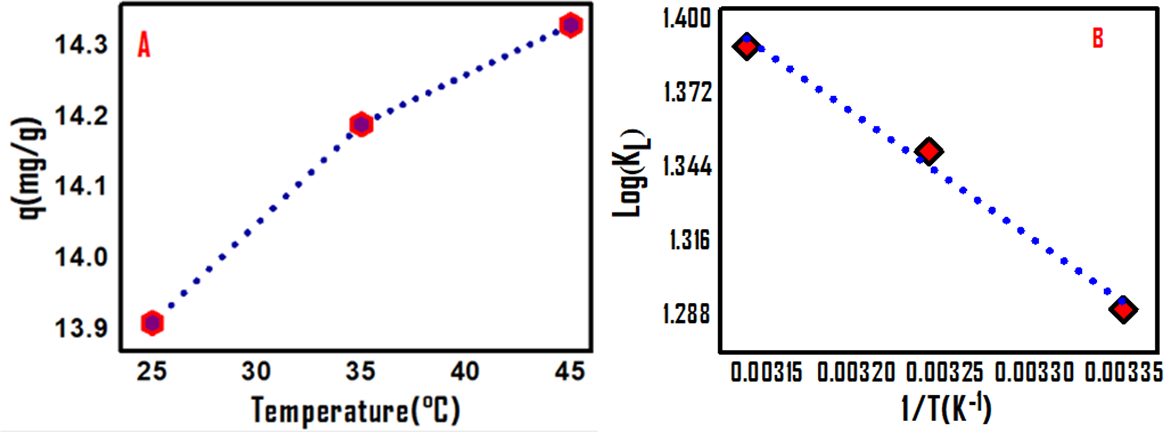 A
14.3
14.2
14.1
14.0
13.9
q(mg/g)
25 30 35 40 45
Temperature(ºC)
B
1.400
1.372
1.344
1.316
1.288
Log(KL)
0.00315 0.00320 0.00325 0.00330 0.00335
1/T(K-1)